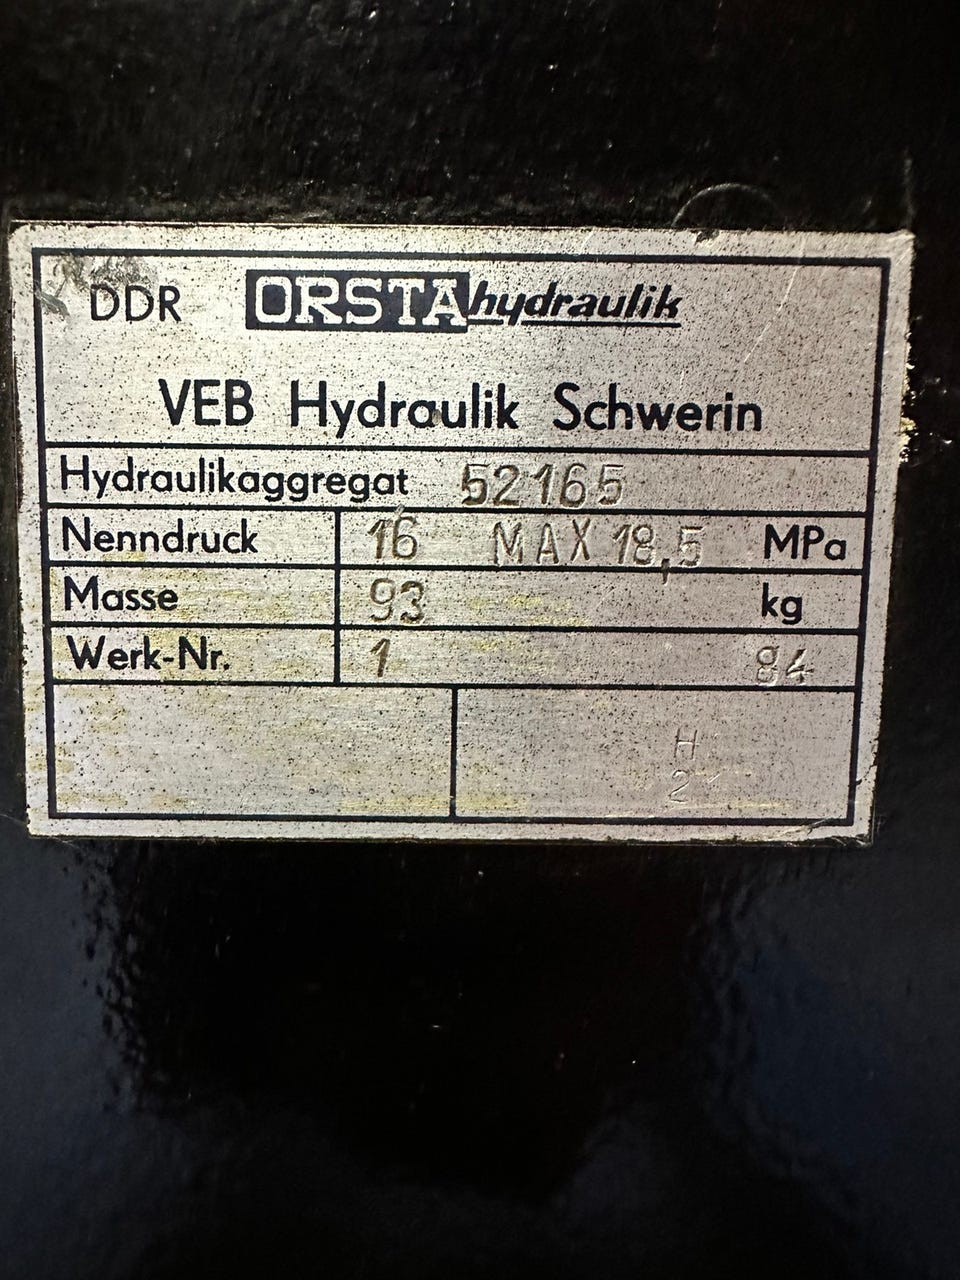 DDR ORSTA hydraulik
VEB Hydraulik Schwerin
Hydraulikaggregat 52165
Nenndruck 16 MAX 18,5 MPa
Masse 93 kg
Werk-Nr. 1 84
H
2